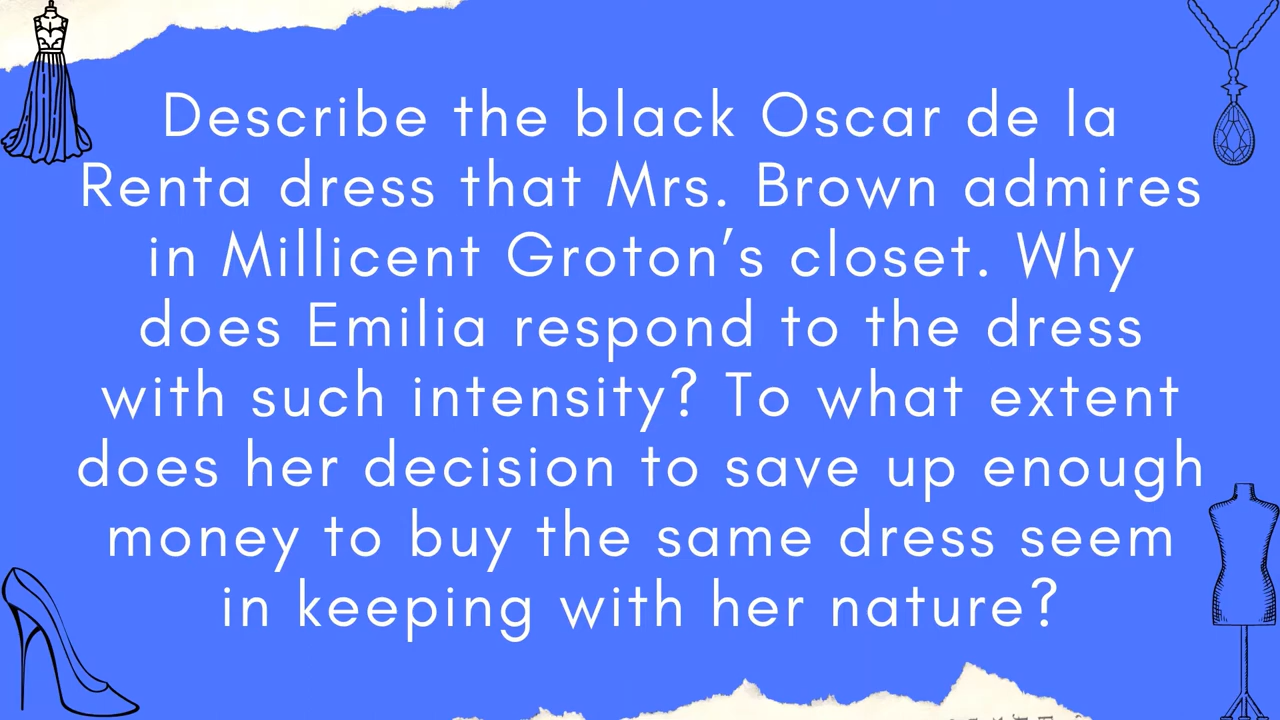 Describe the black Oscar de la
Renta dress that Mrs. Brown admires
in Millicent Groton’s closet. Why
does Emilia respond to the dress
with such intensity? To what extent
does her decision to save up enough
money to buy the same dress seem
in keeping with her nature?